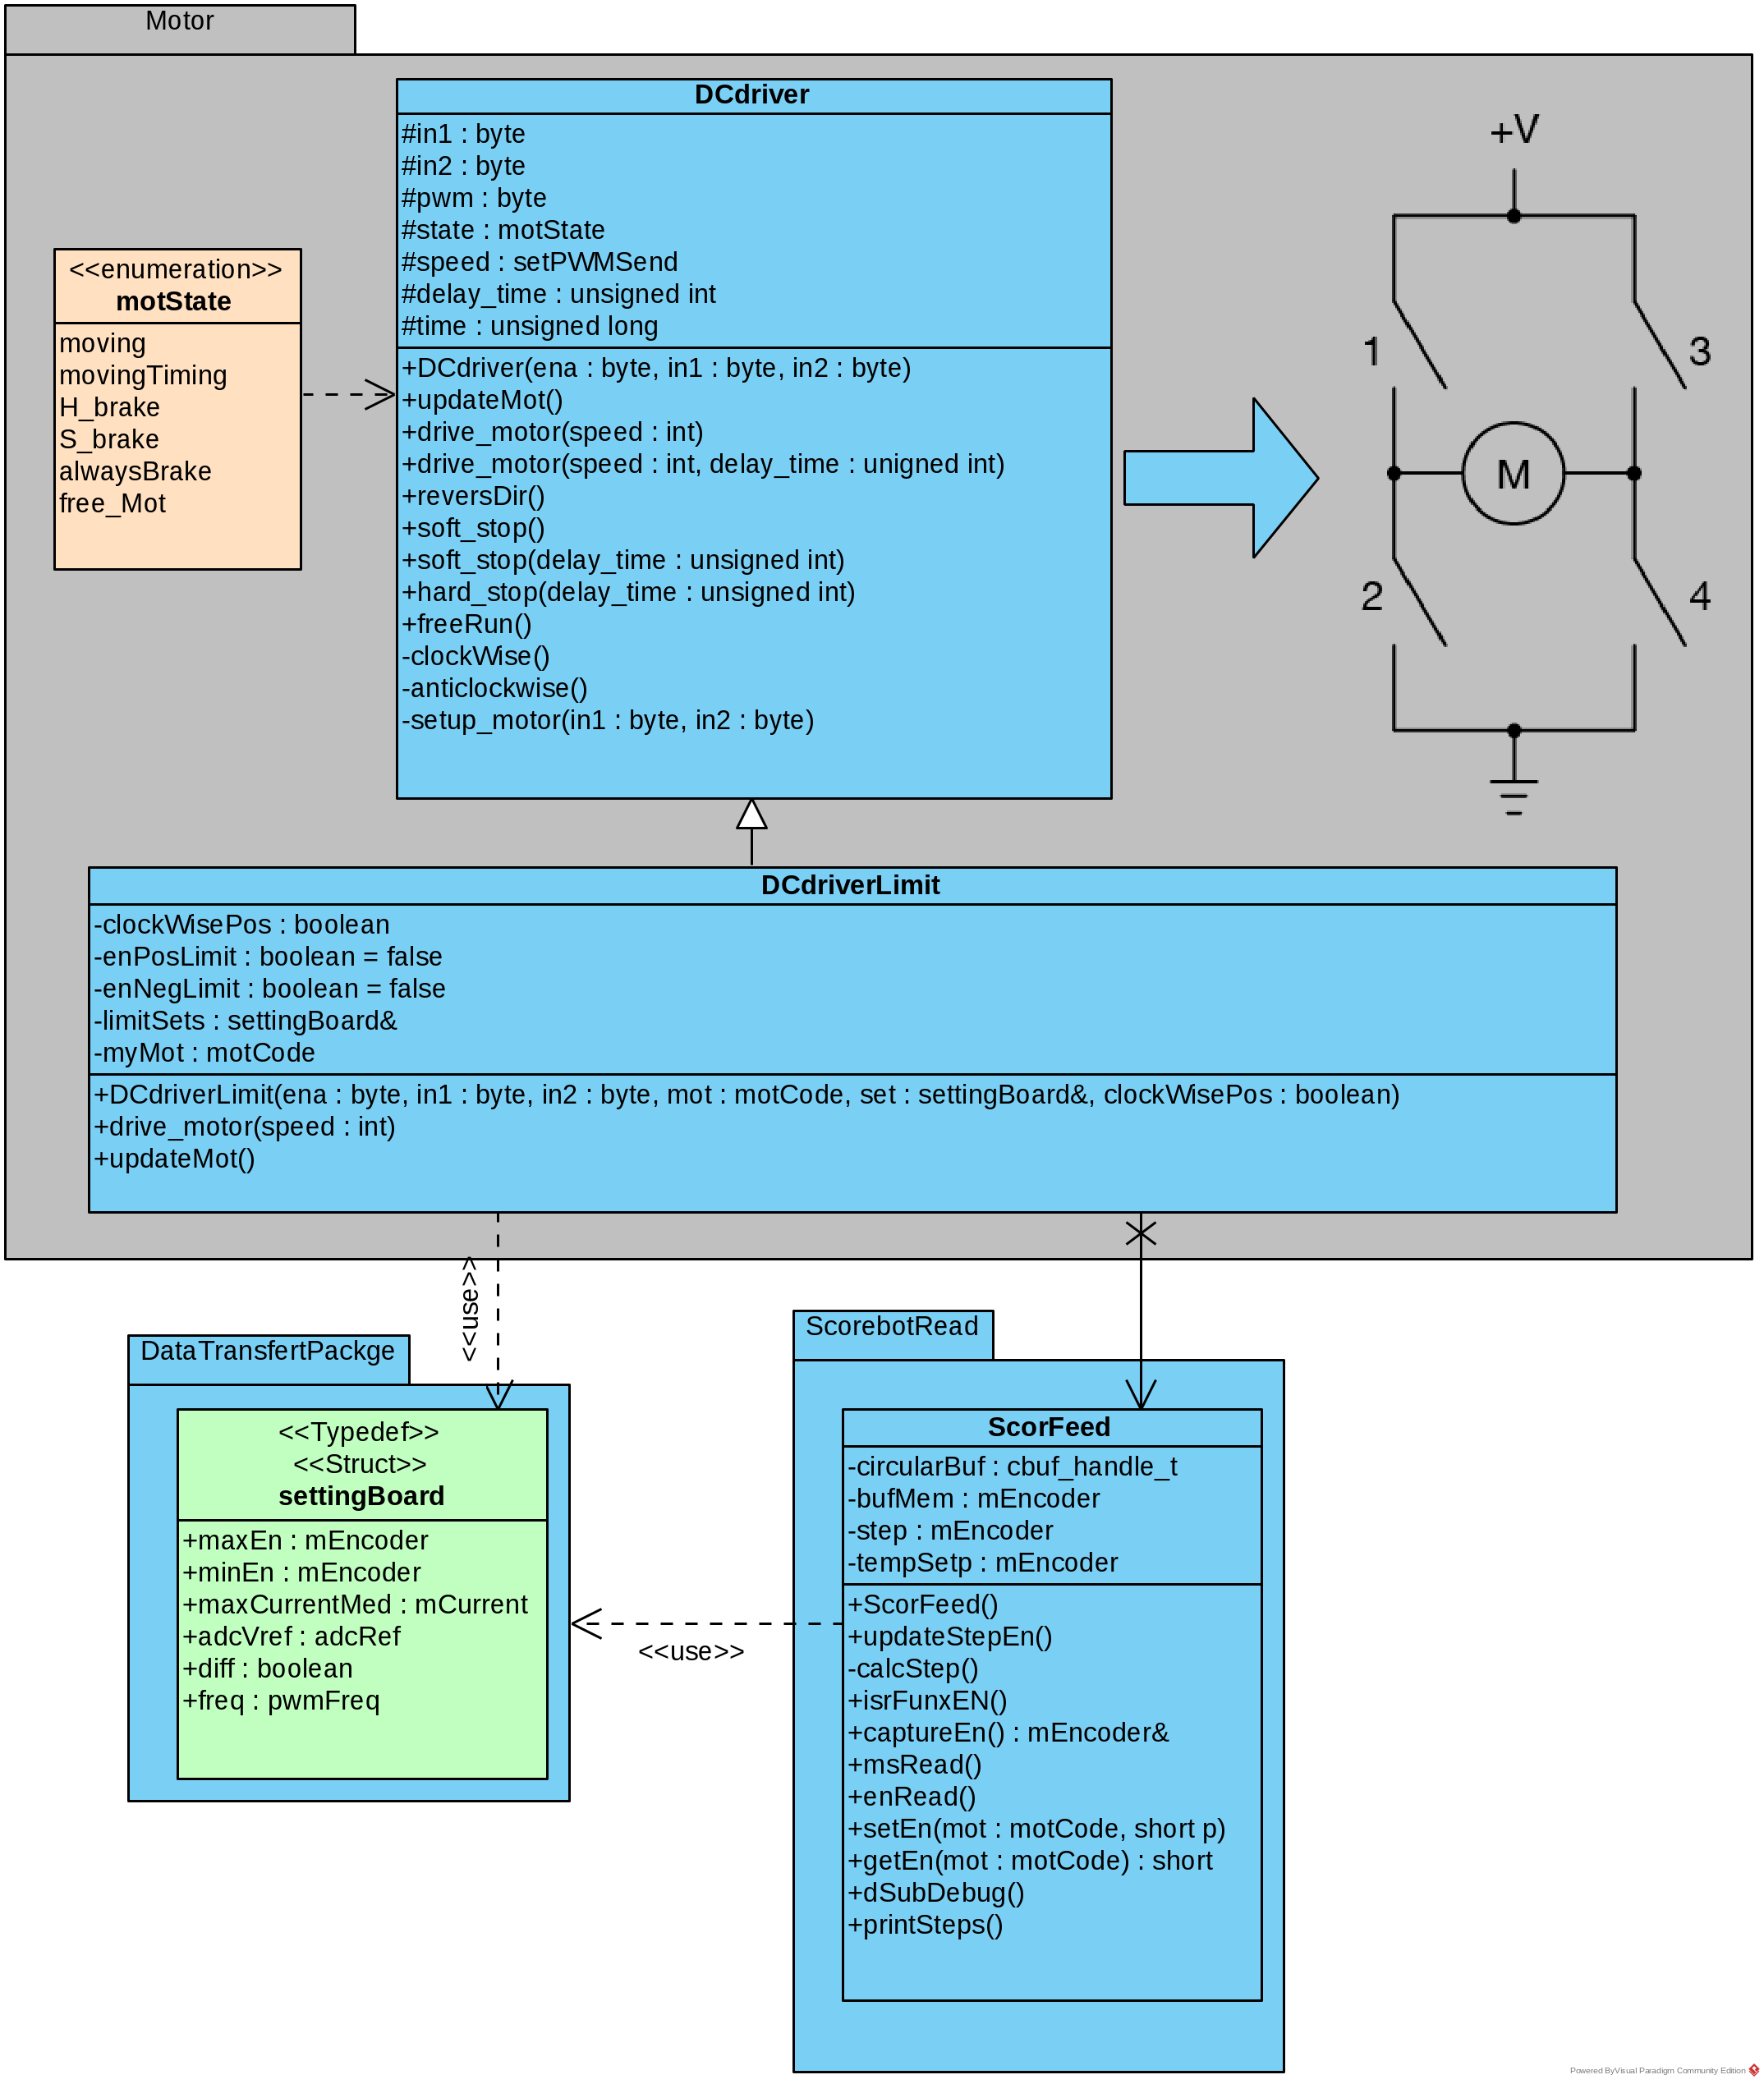 Motor
DCdriver
#in1 : byte
#in2 : byte
#pwm : byte
#state : motState
#speed : setPWMSend
#delay_time : unsigned int
#time : unsigned long
+DCdriver(ena : byte, in1 : byte, in2 : byte)
+updateMot()
+drive_motor(speed : int)
+drive_motor(speed : int, delay_time : unigned int)
+reversDir()
+soft_stop()
+soft_stop(delay_time : unsigned int)
+hard_stop(delay_time : unsigned int)
+freeRun()
-clockWise()
-anticlockwise()
-setup_motor(in1 : byte, in2 : byte)
<<enumeration>>
motState
moving
movingTiming
H_brake
S_brake
alwaysBrake
free_Mot
+V
1
3
M
2
4
DCdriverLimit
-clockWisePos : boolean
-enPosLimit : boolean = false
-enNegLimit : boolean = false
-limitSets : settingBoard&
-myMot : motCode
+DCdriverLimit(ena : byte, in1 : byte, in2 : byte, mot : motCode, set : settingBoard&, clockWisePos : boolean)
+drive_motor(speed : int)
+updateMot()
<<use>>
DataTransfertPackge
<<Typedef>>
<<Struct>>
settingBoard
+maxEn : mEncoder
+minEn : mEncoder
+maxCurrentMed : mCurrent
+adcVref : adcRef
+diff : boolean
+freq : pwmFreq
<<use>>
ScorebotRead
ScorFeed
-circularBuf : cbuf_handle_t
-bufMem : mEncoder
-step : mEncoder
-tempSetp : mEncoder
+ScorFeed()
+updateStepEn()
-calcStep()
+isrFunxEN()
+captureEn() : mEncoder&
+msRead()
+enRead()
+setEn(mot : motCode, short p)
+getEn(mot : motCode) : short
+dSubDebug()
+printSteps()
Powered ByVisual Paradigm Community Edition